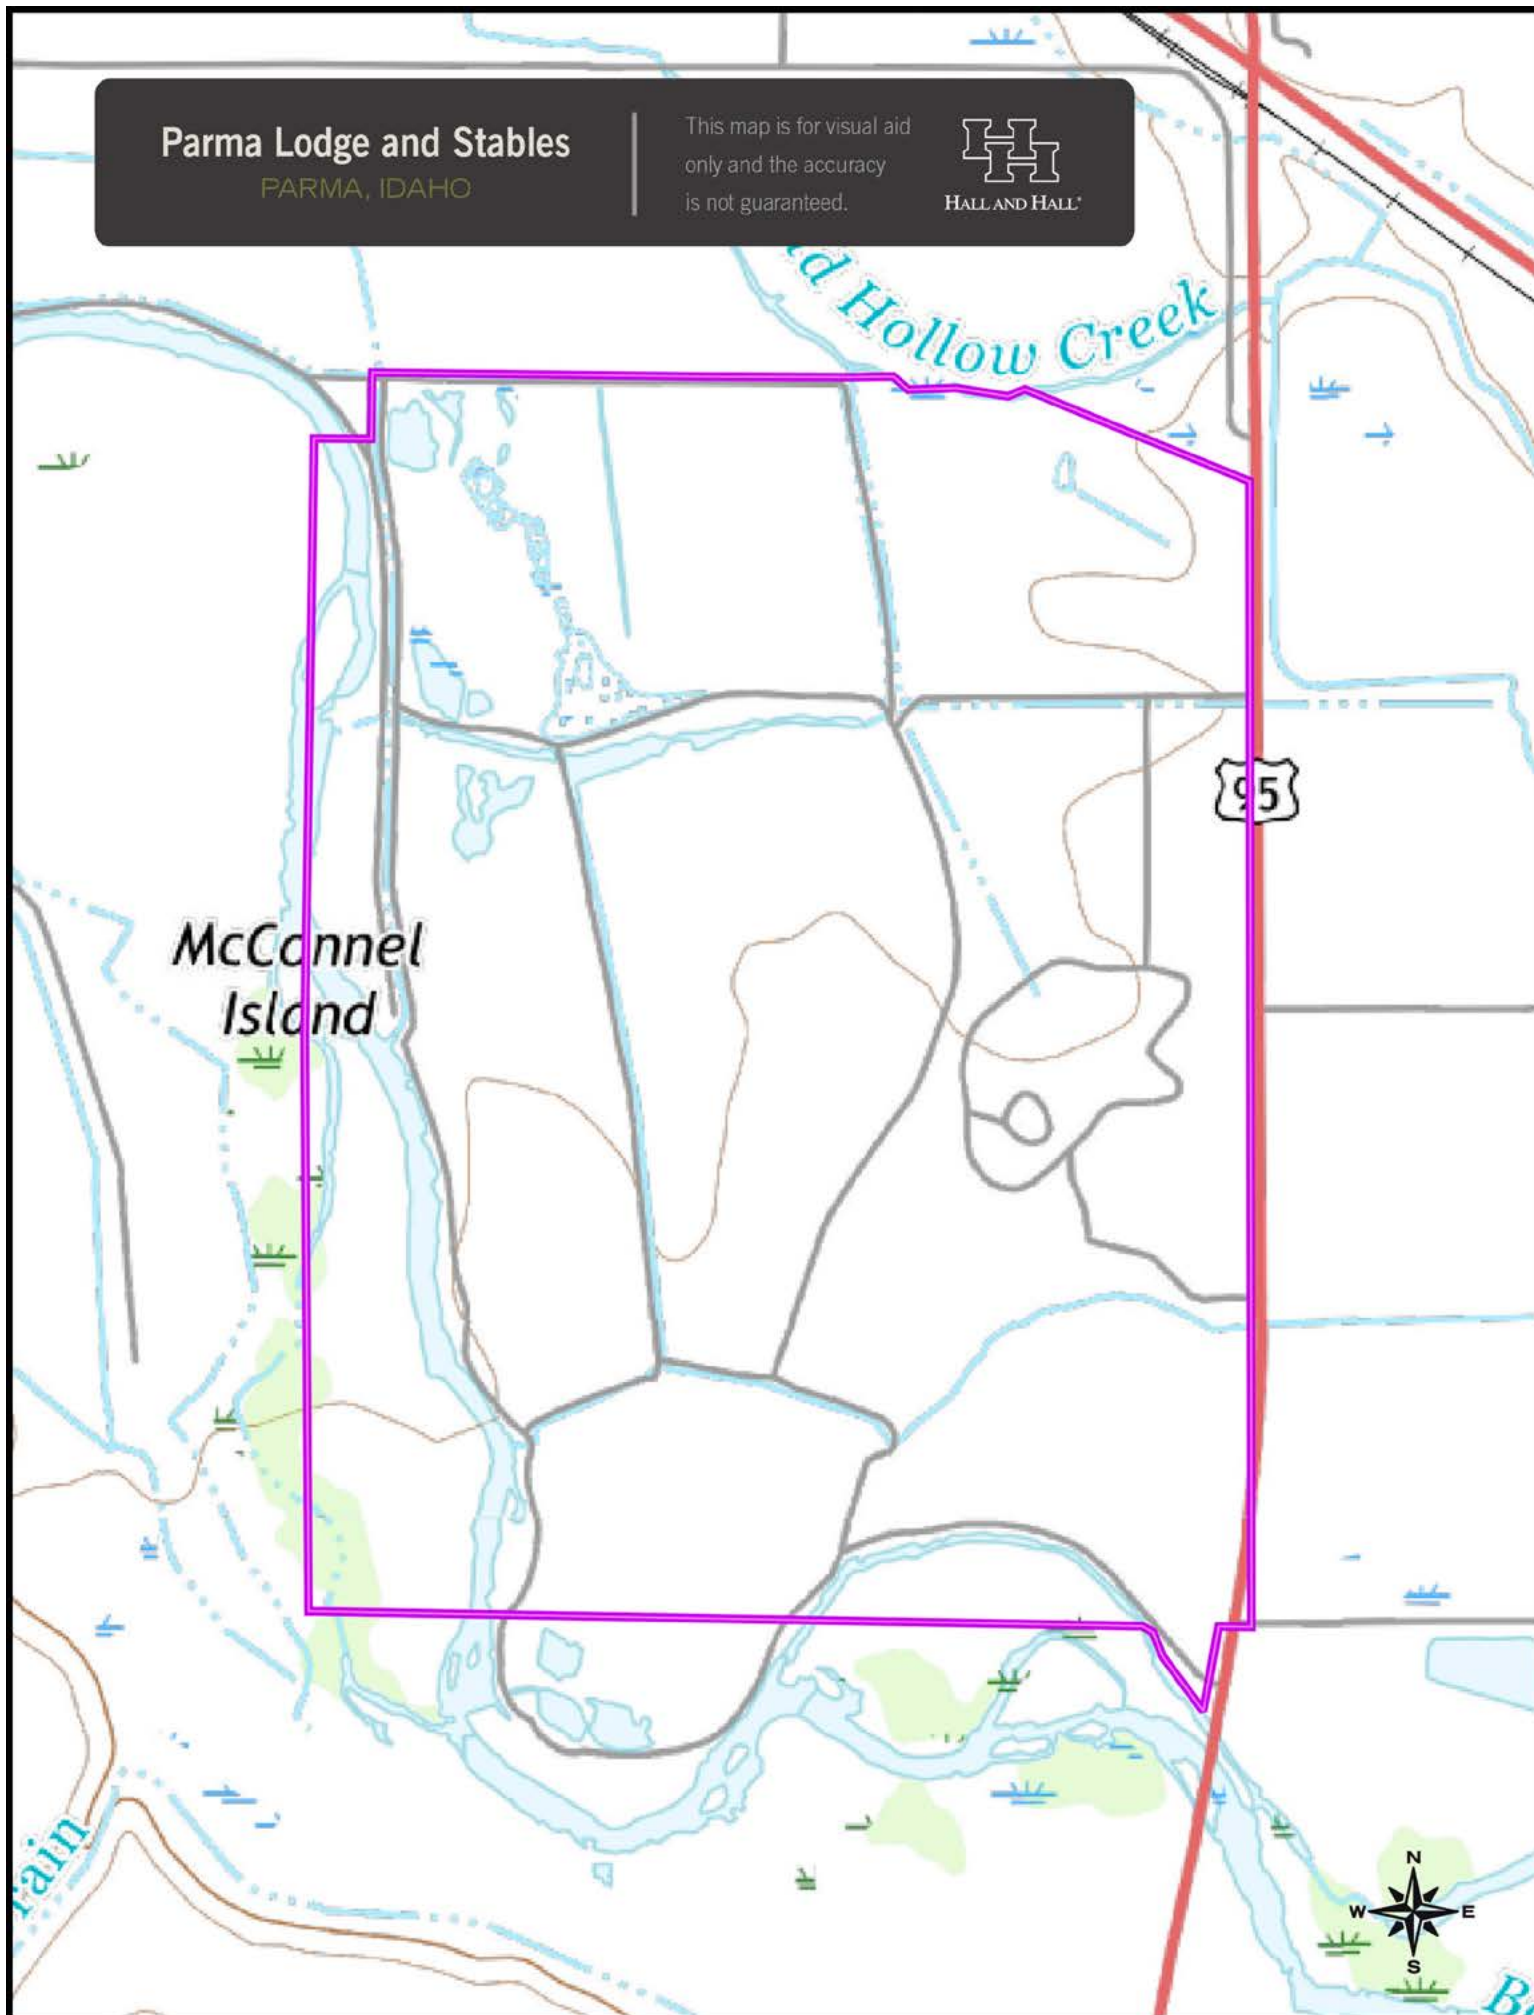 Parma Lodge and Stables
PARMA, IDAHO
This map is for visual aid
only and the accuracy
is not guaranteed.
HALL AND HALL®
Hollow Creek
95
McConnel
Island
N
W E
S